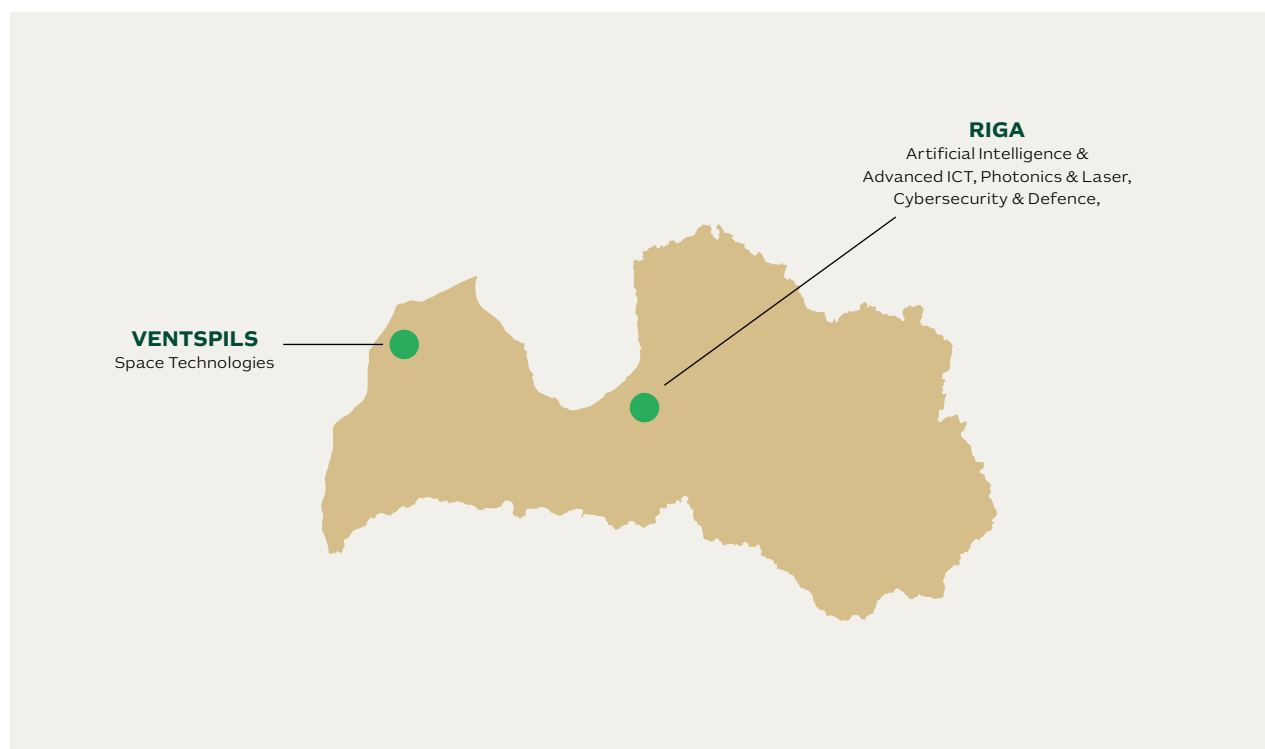 RIGA
Artificial Intelligence &
Advanced ICT, Photonics & Laser,
Cybersecurity & Defence,
VENTSPILS
Space Technologies